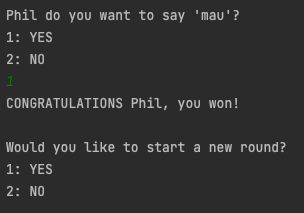 Phil do you want to say 'mau'?
1: YES
2: NO
1
CONGRATULATIONS Phil, you won!
Would you like to start a new round?
1: YES
2: NO